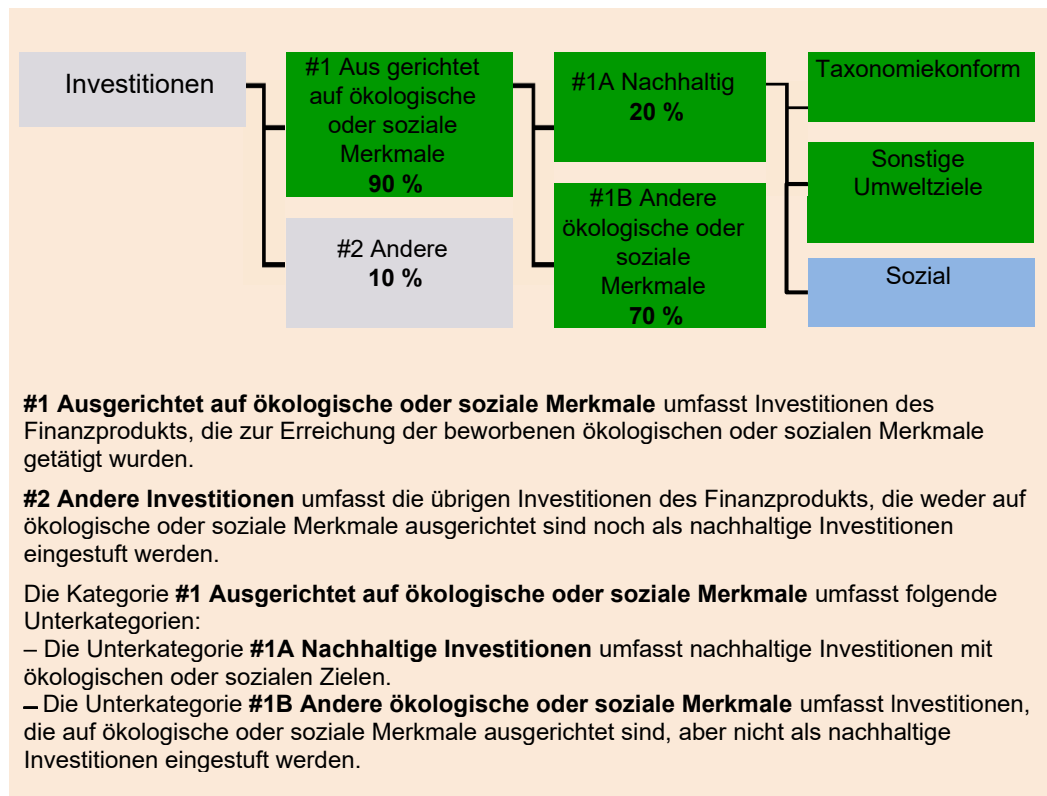 Investitionen
#1 Aus gerichtet
auf ökologische
oder soziale
Merkmale
90 %
#2 Andere
10 %
#1A Nachhaltig
20 %
#1B Andere
ökologische oder
soziale
Merkmale
70 %
Taxonomiekonform
Sonstige
Umweltziele
Sozial
#1 Ausgerichtet auf ökologische oder soziale Merkmale umfasst Investitionen des
Finanzprodukts, die zur Erreichung der beworbenen ökologischen oder sozialen Merkmale
getätigt wurden.
#2 Andere Investitionen umfasst die übrigen Investitionen des Finanzprodukts, die weder auf
ökologische oder soziale Merkmale ausgerichtet sind noch als nachhaltige Investitionen
eingestuft werden.
Die Kategorie #1 Ausgerichtet auf ökologische oder soziale Merkmale umfasst folgende
Unterkategorien:
– Die Unterkategorie #1A Nachhaltige Investitionen umfasst nachhaltige Investitionen mit
ökologischen oder sozialen Zielen.
– Die Unterkategorie #1B Andere ökologische oder soziale Merkmale umfasst Investitionen,
die auf ökologische oder soziale Merkmale ausgerichtet sind, aber nicht als nachhaltige
Investitionen eingestuft werden.